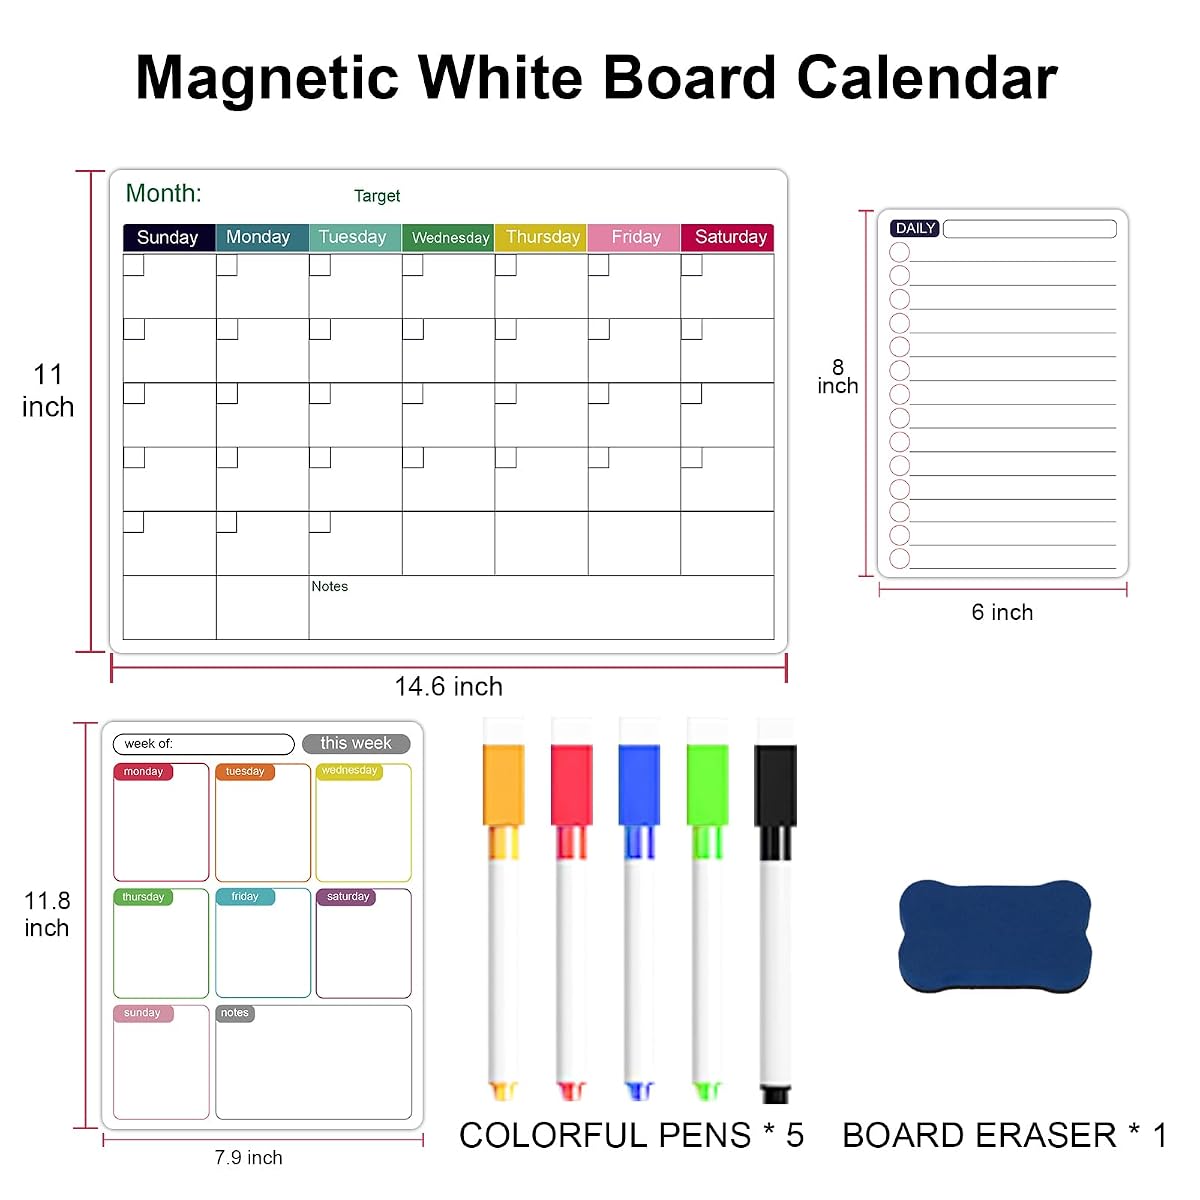 Magnetic White Board Calendar
Month:
Target
Sunday Monday Tuesday Wednesday Thursday Friday Saturday
Notes
11
inch
14.6 inch
DAILY
8
inch
6 inch
week of:
this week
monday tuesday wednesday
thursday friday saturday
sunday notes
11.8
inch
7.9 inch
COLORFUL PENS * 5
BOARD ERASER * 1